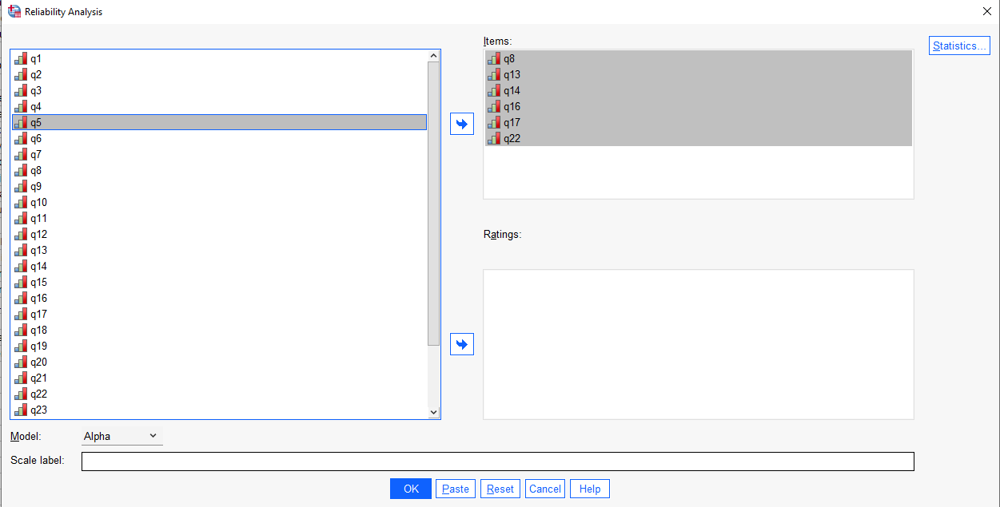 Reliability Analysis
q1
q2
q3
q4
q5
q6
q7
q8
q9
q10
q11
q12
q13
q14
q15
q16
q17
q18
q19
q20
q21
q22
q23
Items:
q8
q13
q14
q16
q17
q22
Statistics...
Ratings:
Model: Alpha
Scale label:
OK Paste Reset Cancel Help